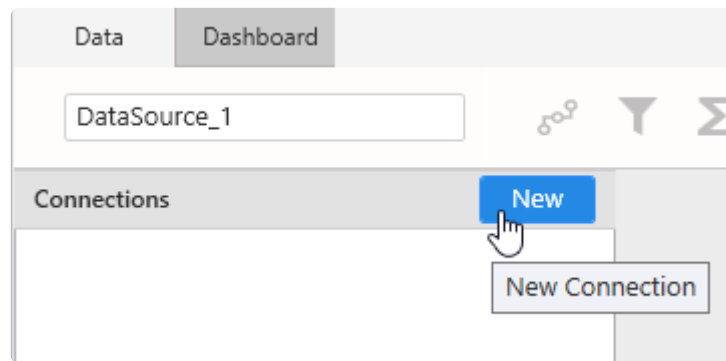 Data Dashboard
DataSource_1
Connections New
New Connection